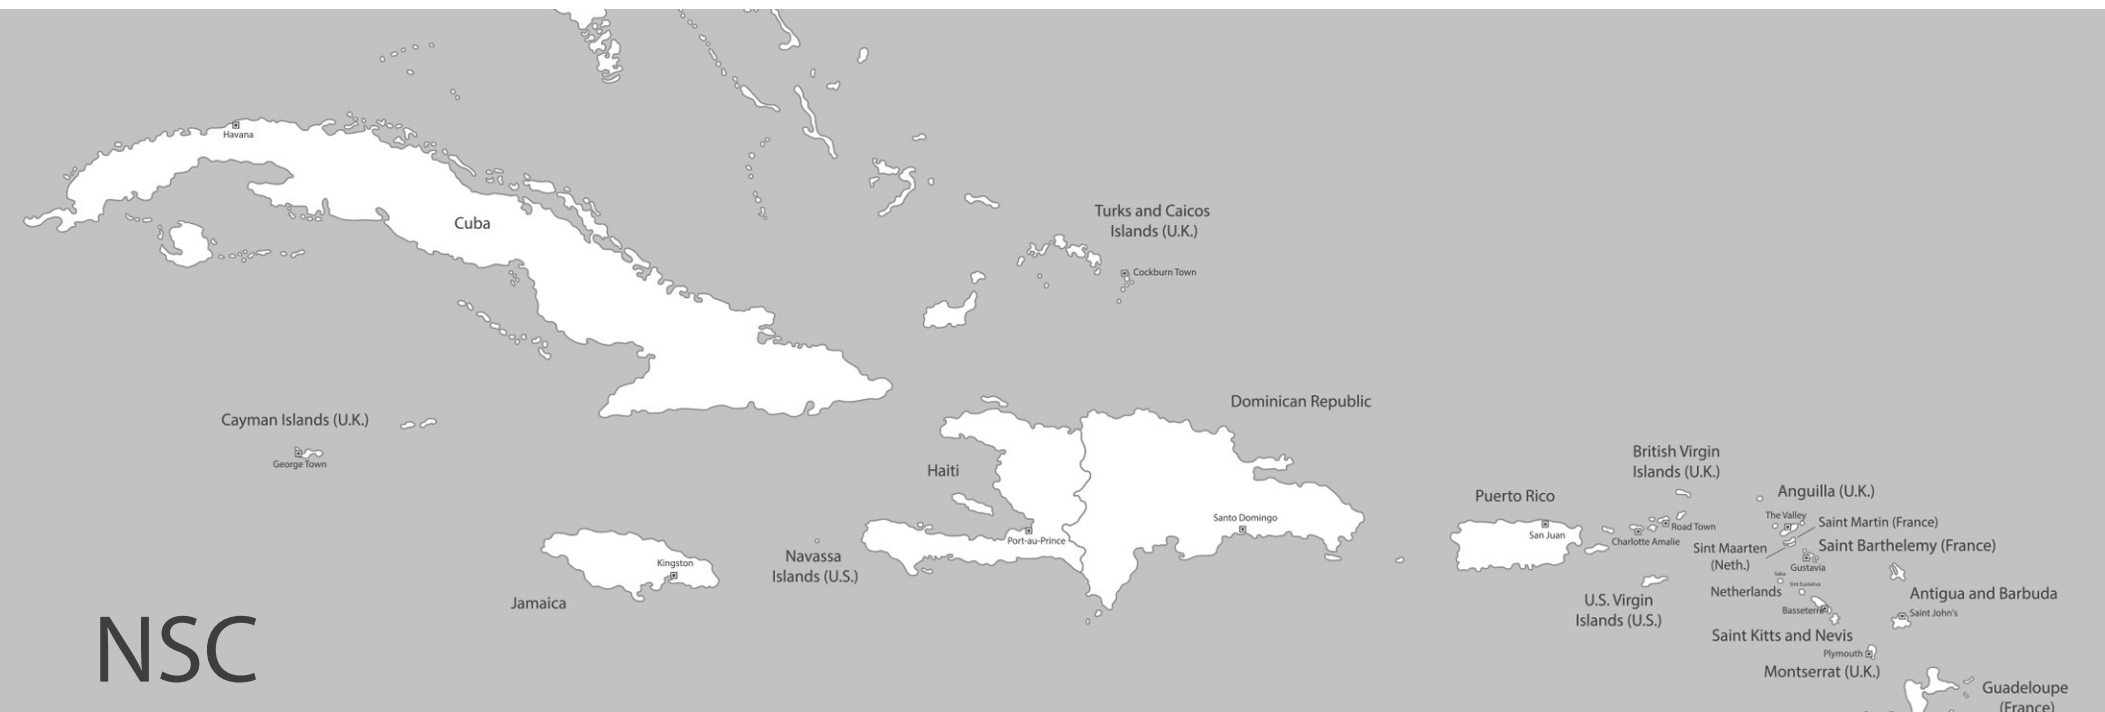 Havana
Cuba
Turks and Caicos
Islands (U.K.)
Cockburn Town
Cayman Islands (U.K.)
George Town
Dominican Republic
Haiti
Port-au-Prince
Santo Domingo
Kingston
Jamaica
Navassa
Islands (U.S.)
Puerto Rico
San Juan
British Virgin
Islands (U.K.)
Road Town
Charlotte Amalie
U.S. Virgin
Islands (U.S.)
Anguilla (U.K.)
The Valley
Saint Martin (France)
Sint Maarten
(Neth.)
Saint Barthelemy (France)
Gustavia
Saba
Sint Eustatius
Netherlands
Basseterre
Antigua and Barbuda
Saint John's
Saint Kitts and Nevis
Plymouth
Montserrat (U.K.)
Guadeloupe
(France)
NSC